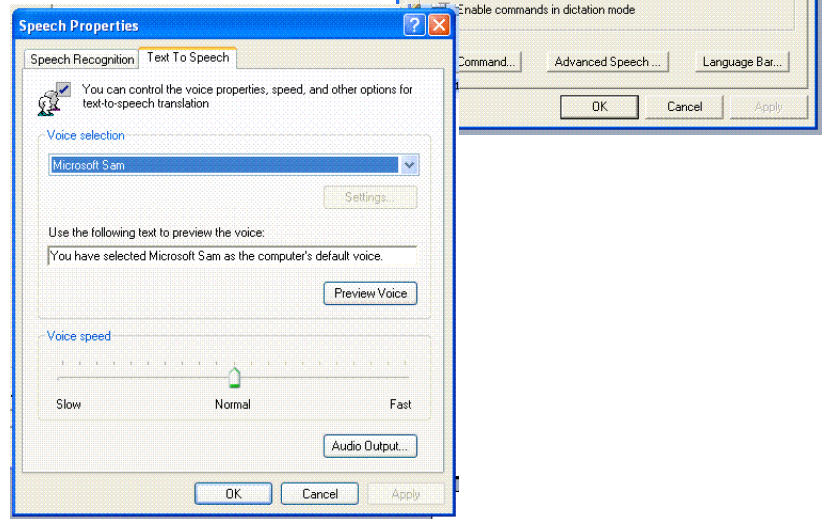 Speech Properties
Speech Recognition
Text To Speech
You can control the voice properties, speed, and other options for
text-to-speech translation
Voice selection
Microsoft Sam
Settings...
Use the following text to preview the voice:
You have selected Microsoft Sam as the computer's default voice.
Preview Voice
Voice speed
Slow Normal Fast
Audio Output...
OK Cancel Apply
Enable commands in dictation mode
Command... Advanced Speech ... Language Bar...
OK Cancel Apply